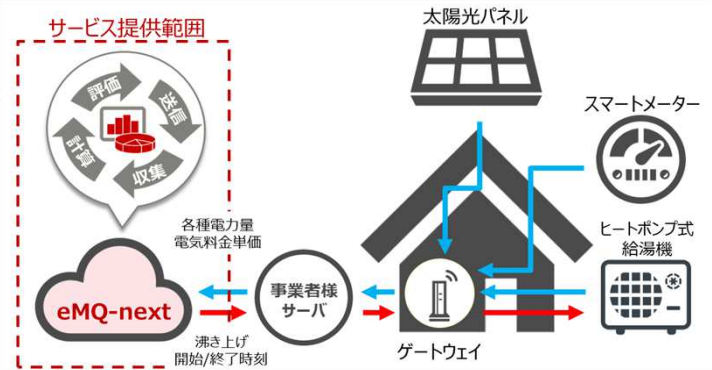 サービス提供範囲
評価
送信
収集
計算
eMQ-next
各種電力量
電気料金単価
沸き上げ
開始/終了時刻
事業者様
サーバ
太陽光パネル
スマートメーター
ヒートポンプ式
給湯機
ゲートウェイ